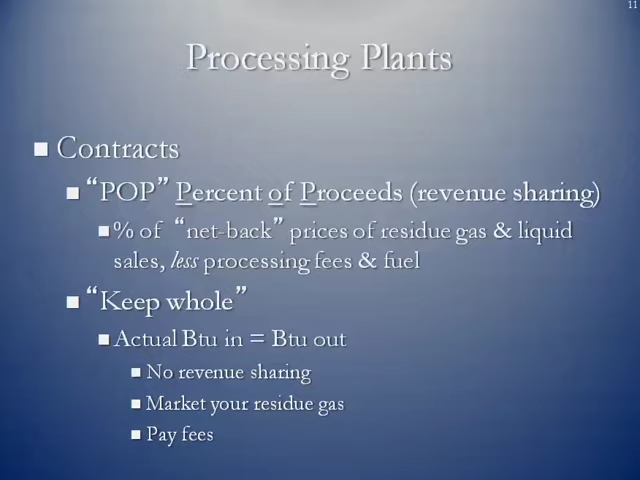 11
Processing Plants
Contracts
“POP” Percent of Proceeds (revenue sharing)
% of “net-back” prices of residue gas & liquid
sales, less processing fees & fuel
“Keep whole”
Actual Btu in = Btu out
No revenue sharing
Market your residue gas
Pay fees